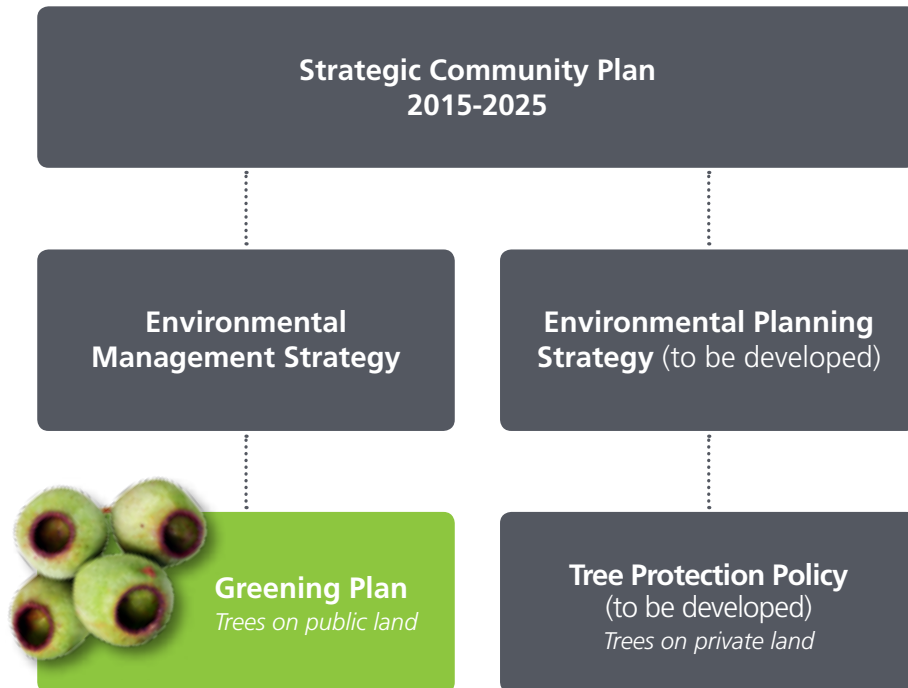 Strategic Community Plan
2015-2025
Environmental
Management Strategy
Environmental Planning
Strategy (to be developed)
Greening Plan
Trees on public land
Tree Protection Policy
(to be developed)
Trees on private land